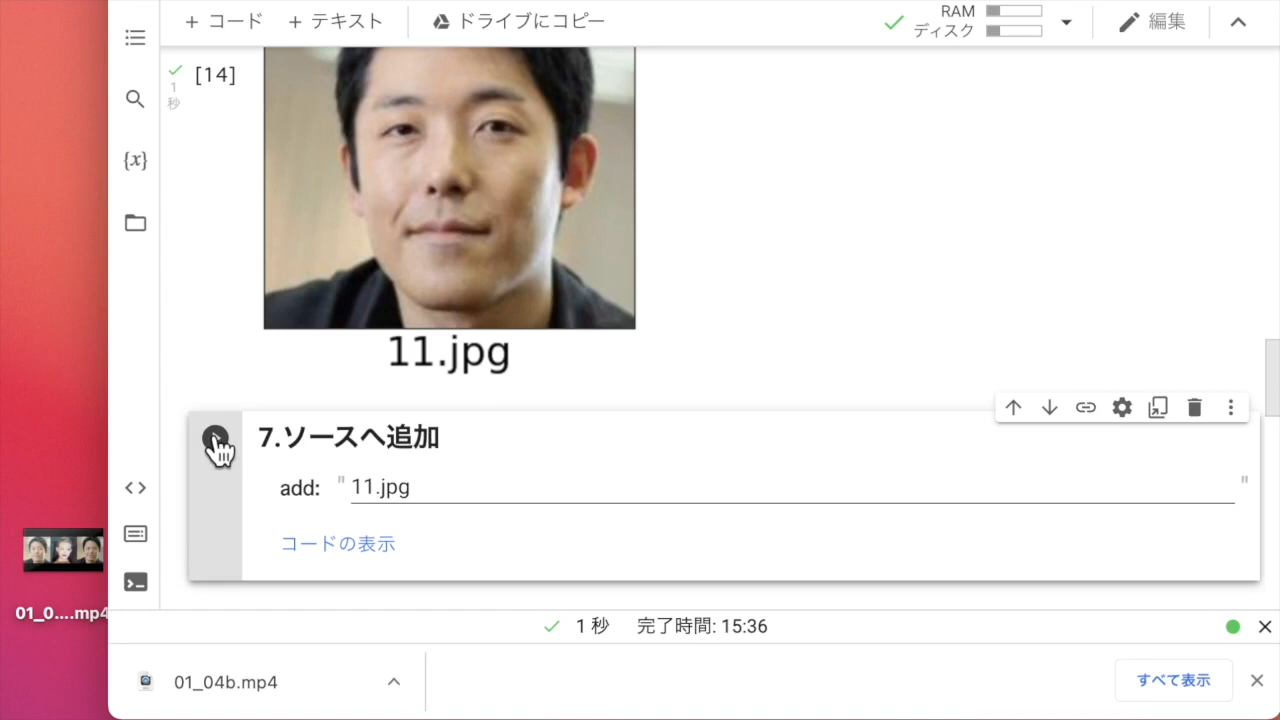 + コード + テキスト ドライブにコピー
RAM
ディスク
編集
[14]
1
秒
{x}
11.jpg
7.ソースへ追加
add: "11.jpg"
コードの表示
01_0....mp4
1 秒 完了時間: 15:36
01_04b.mp4
すべて表示